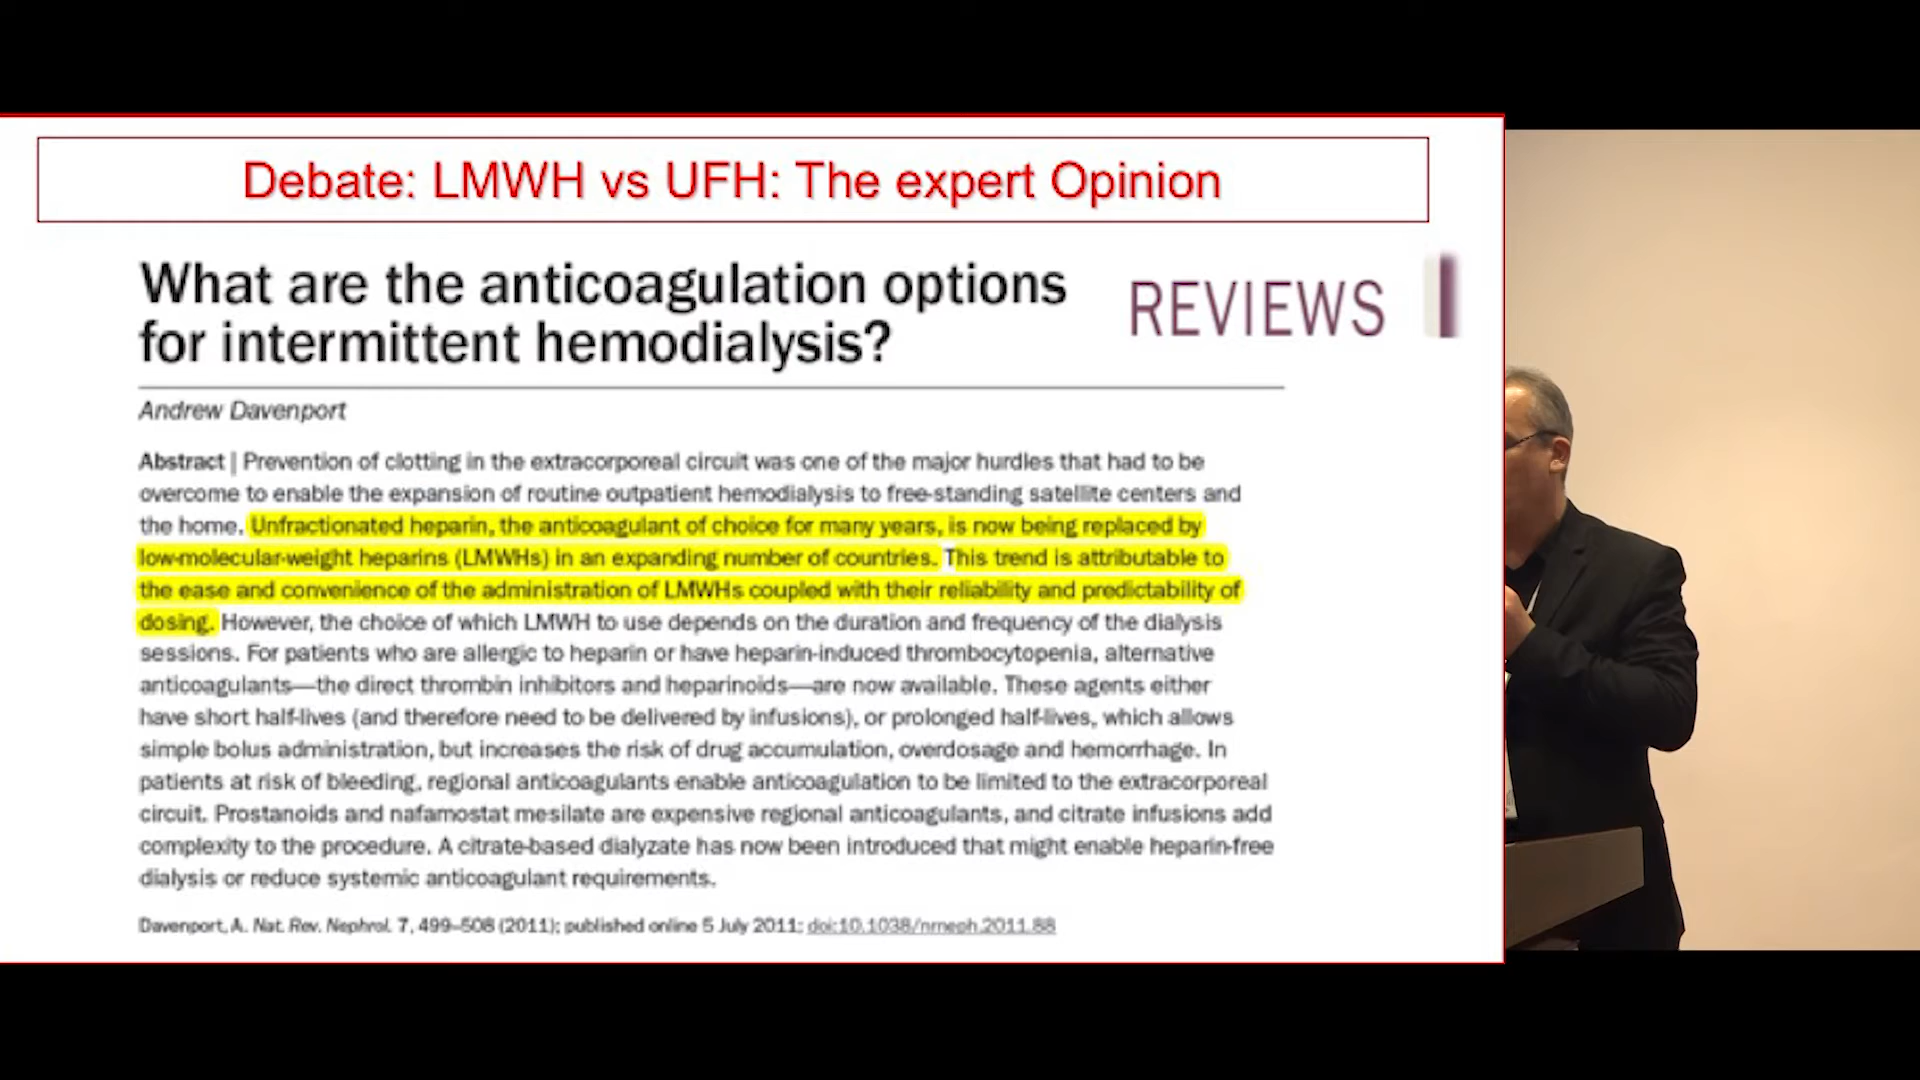 Debate: LMWH vs UFH: The expert Opinion
What are the anticoagulation options
for intermittent hemodialysis?
REVIEWS
Andrew Davenport
Abstract | Prevention of clotting in the extracorporeal circuit was one of the major hurdles that had to be
overcome to enable the expansion of routine outpatient hemodialysis to free-standing satellite centers and
the home. Unfractionated heparin, the anticoagulant of choice for many years, is now being replaced by
low-molecular-weight heparins (LMWHs) in an expanding number of countries. This trend is attributable to
the ease and convenience of the administration of LMWHs coupled with their reliability and predictability of
dosing. However, the choice of which LMWH to use depends on the duration and frequency of the dialysis
sessions. For patients who are allergic to heparin or have heparin-induced thrombocytopenia, alternative
anticoagulants—the direct thrombin inhibitors and heparinoids—are now available. These agents either
have short half-lives (and therefore need to be delivered by infusions), or prolonged half-lives, which allows
simple bolus administration, but increases the risk of drug accumulation, overdosage and hemorrhage. In
patients at risk of bleeding, regional anticoagulants enable anticoagulation to be limited to the extracorporeal
circuit. Prostanoids and nafamostat mesilate are expensive regional anticoagulants, and citrate infusions add
complexity to the procedure. A citrate-based dialyzate has now been introduced that might enable heparin-free
dialysis or reduce systemic anticoagulant requirements.
Davenport, A. Nat. Rev. Nephrol. 7, 499–508 (2011); published online 5 July 2011; doi:10.1038/nrneph.2011.88